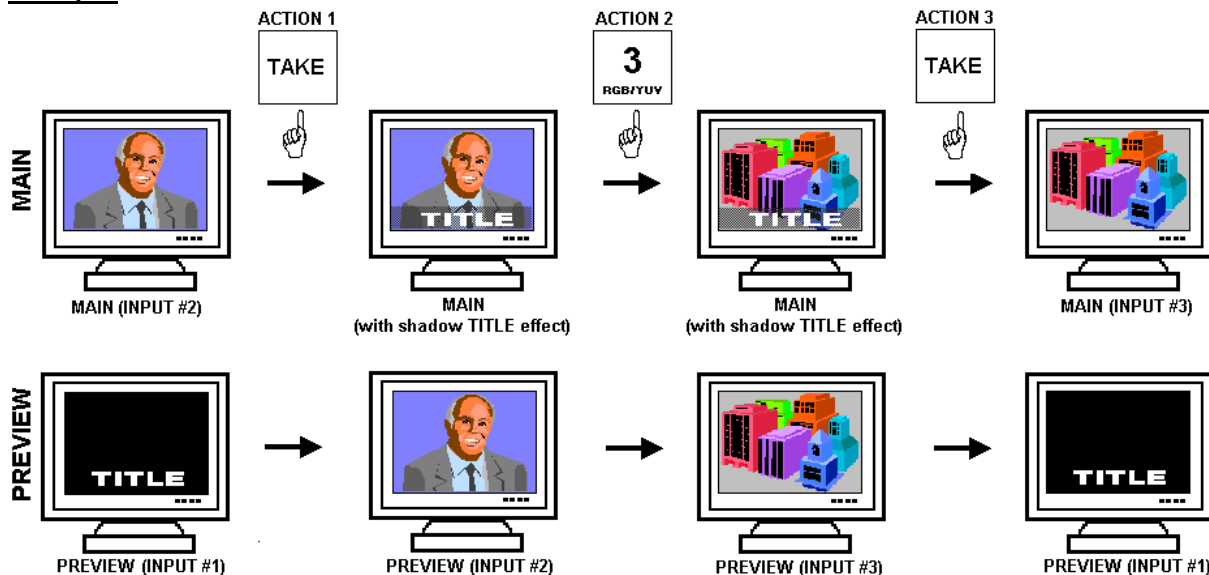 ACTION 1
ACTION 2
ACTION 3
TAKE
3
RGB/YUV
TAKE
MAIN
TITLE
TITLE
MAIN (INPUT #2)
MAIN
(with shadow TITLE effect)
MAIN
(with shadow TITLE effect)
MAIN (INPUT #3)
PREVIEW
TITLE
TITLE
PREVIEW (INPUT #1)
PREVIEW (INPUT #2)
PREVIEW (INPUT #3)
PREVIEW (INPUT #1)